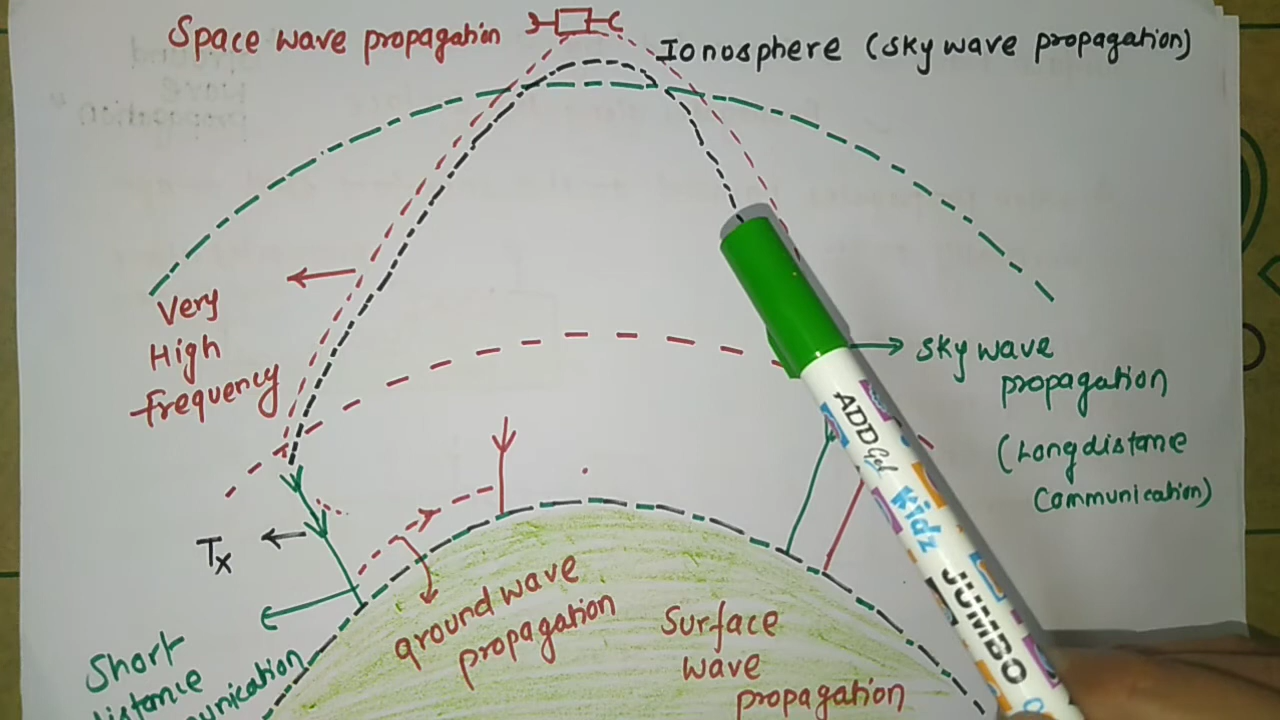 Space wave propagation
Ionosphere (sky wave propagation)
Very
High
frequency
sky wave
propagation
(Long distance
communication)
Tx
ground wave
propagation
Surface
wave
propagation
Short
distance
ADD Gel
Kidz
JUMBO